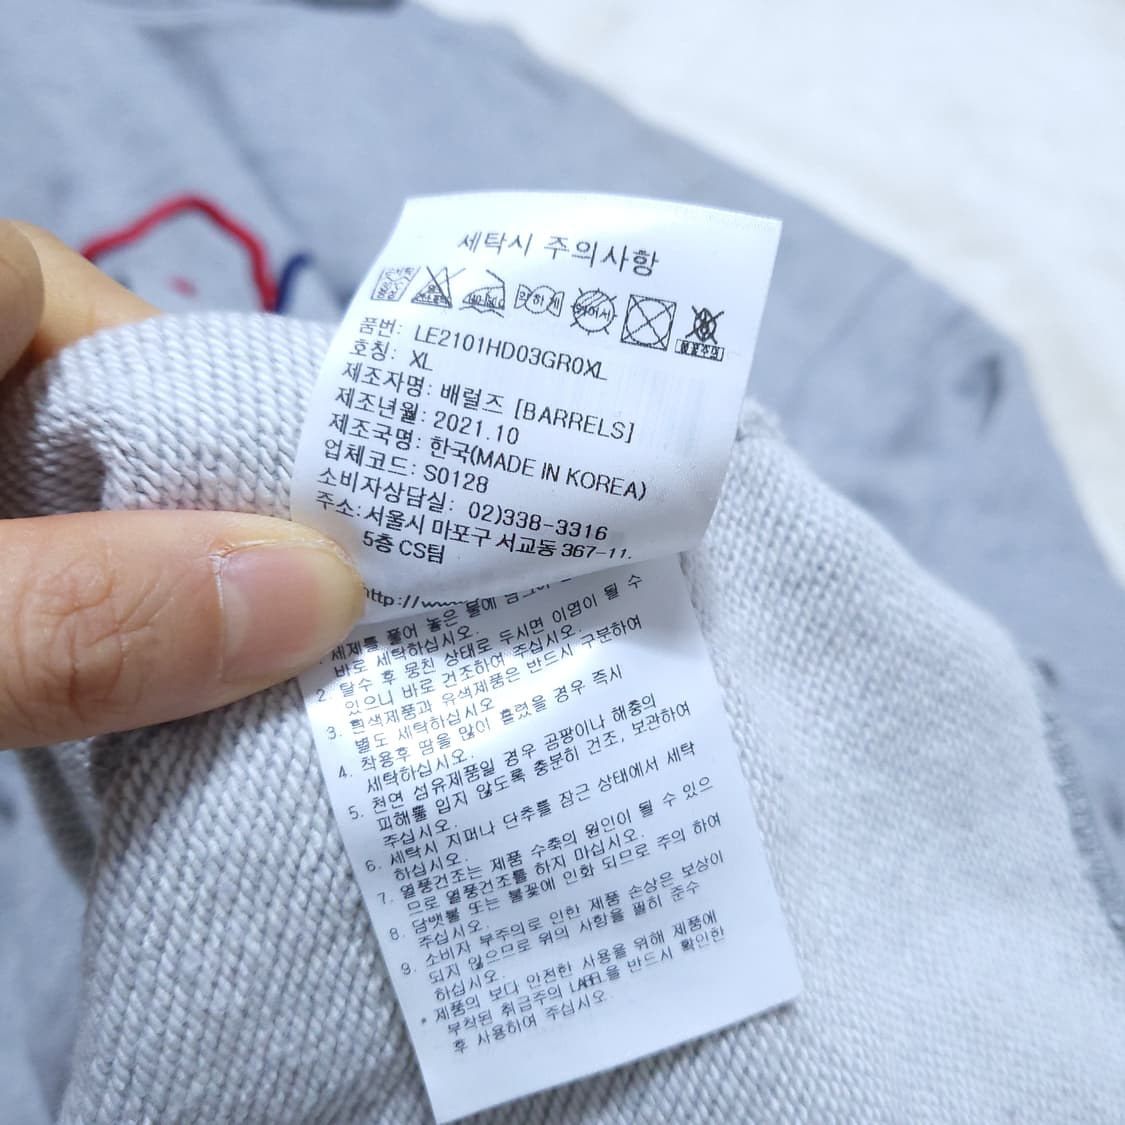 세탁시 주의사항
약하게
품번: LE2101HD03GR0XL
호칭: XL
제조자명: 배럴즈 [BARRELS]
제조년월: 2021.10
제조국명: 한국(MADE IN KOREA)
업체코드: S0128
소비자상담실: 02)338-3316
주소:서울시 마포구 서교동 367-11.
5층 CS팀
http://www.
세제를 풀어 놓은 물에
바로 세탁하십시오.
2. 탈수 후 뭉친 상태로 두시면 이염이 될 수
있으니 바로 건조하여 주십시오.
3. 흰색제품과 유색제품은 반드시 구분하여
별도 세탁하십시오
4. 착용후 땀을 많이 흘렸을 경우 즉시
세탁하십시오.
5. 천연 섬유제품일 경우 곰팡이나 해충의
피해를 입지 않도록 충분히 건조, 보관하여
주십시오.
6. 세탁시 지퍼나 단추를 잠근 상태에서 세탁
하십시오.
7. 열풍건조는 제품 수축의 원인이 될 수 있으
므로 열풍건조를 하지 마십시오.
8. 담뱃불 또는 불꽃에 인화 되므로 주의 하여
주십시오.
9. 소비자 부주의로 인한 제품 손상은 보상이
되지 않으므로 위의 사항을 필히 준수
하십시오.
* 제품의 보다 안전한 사용을 위해 제품에
부착된 취급주의 LABEL을 반드시 확인한
후 사용하여 주십시오.